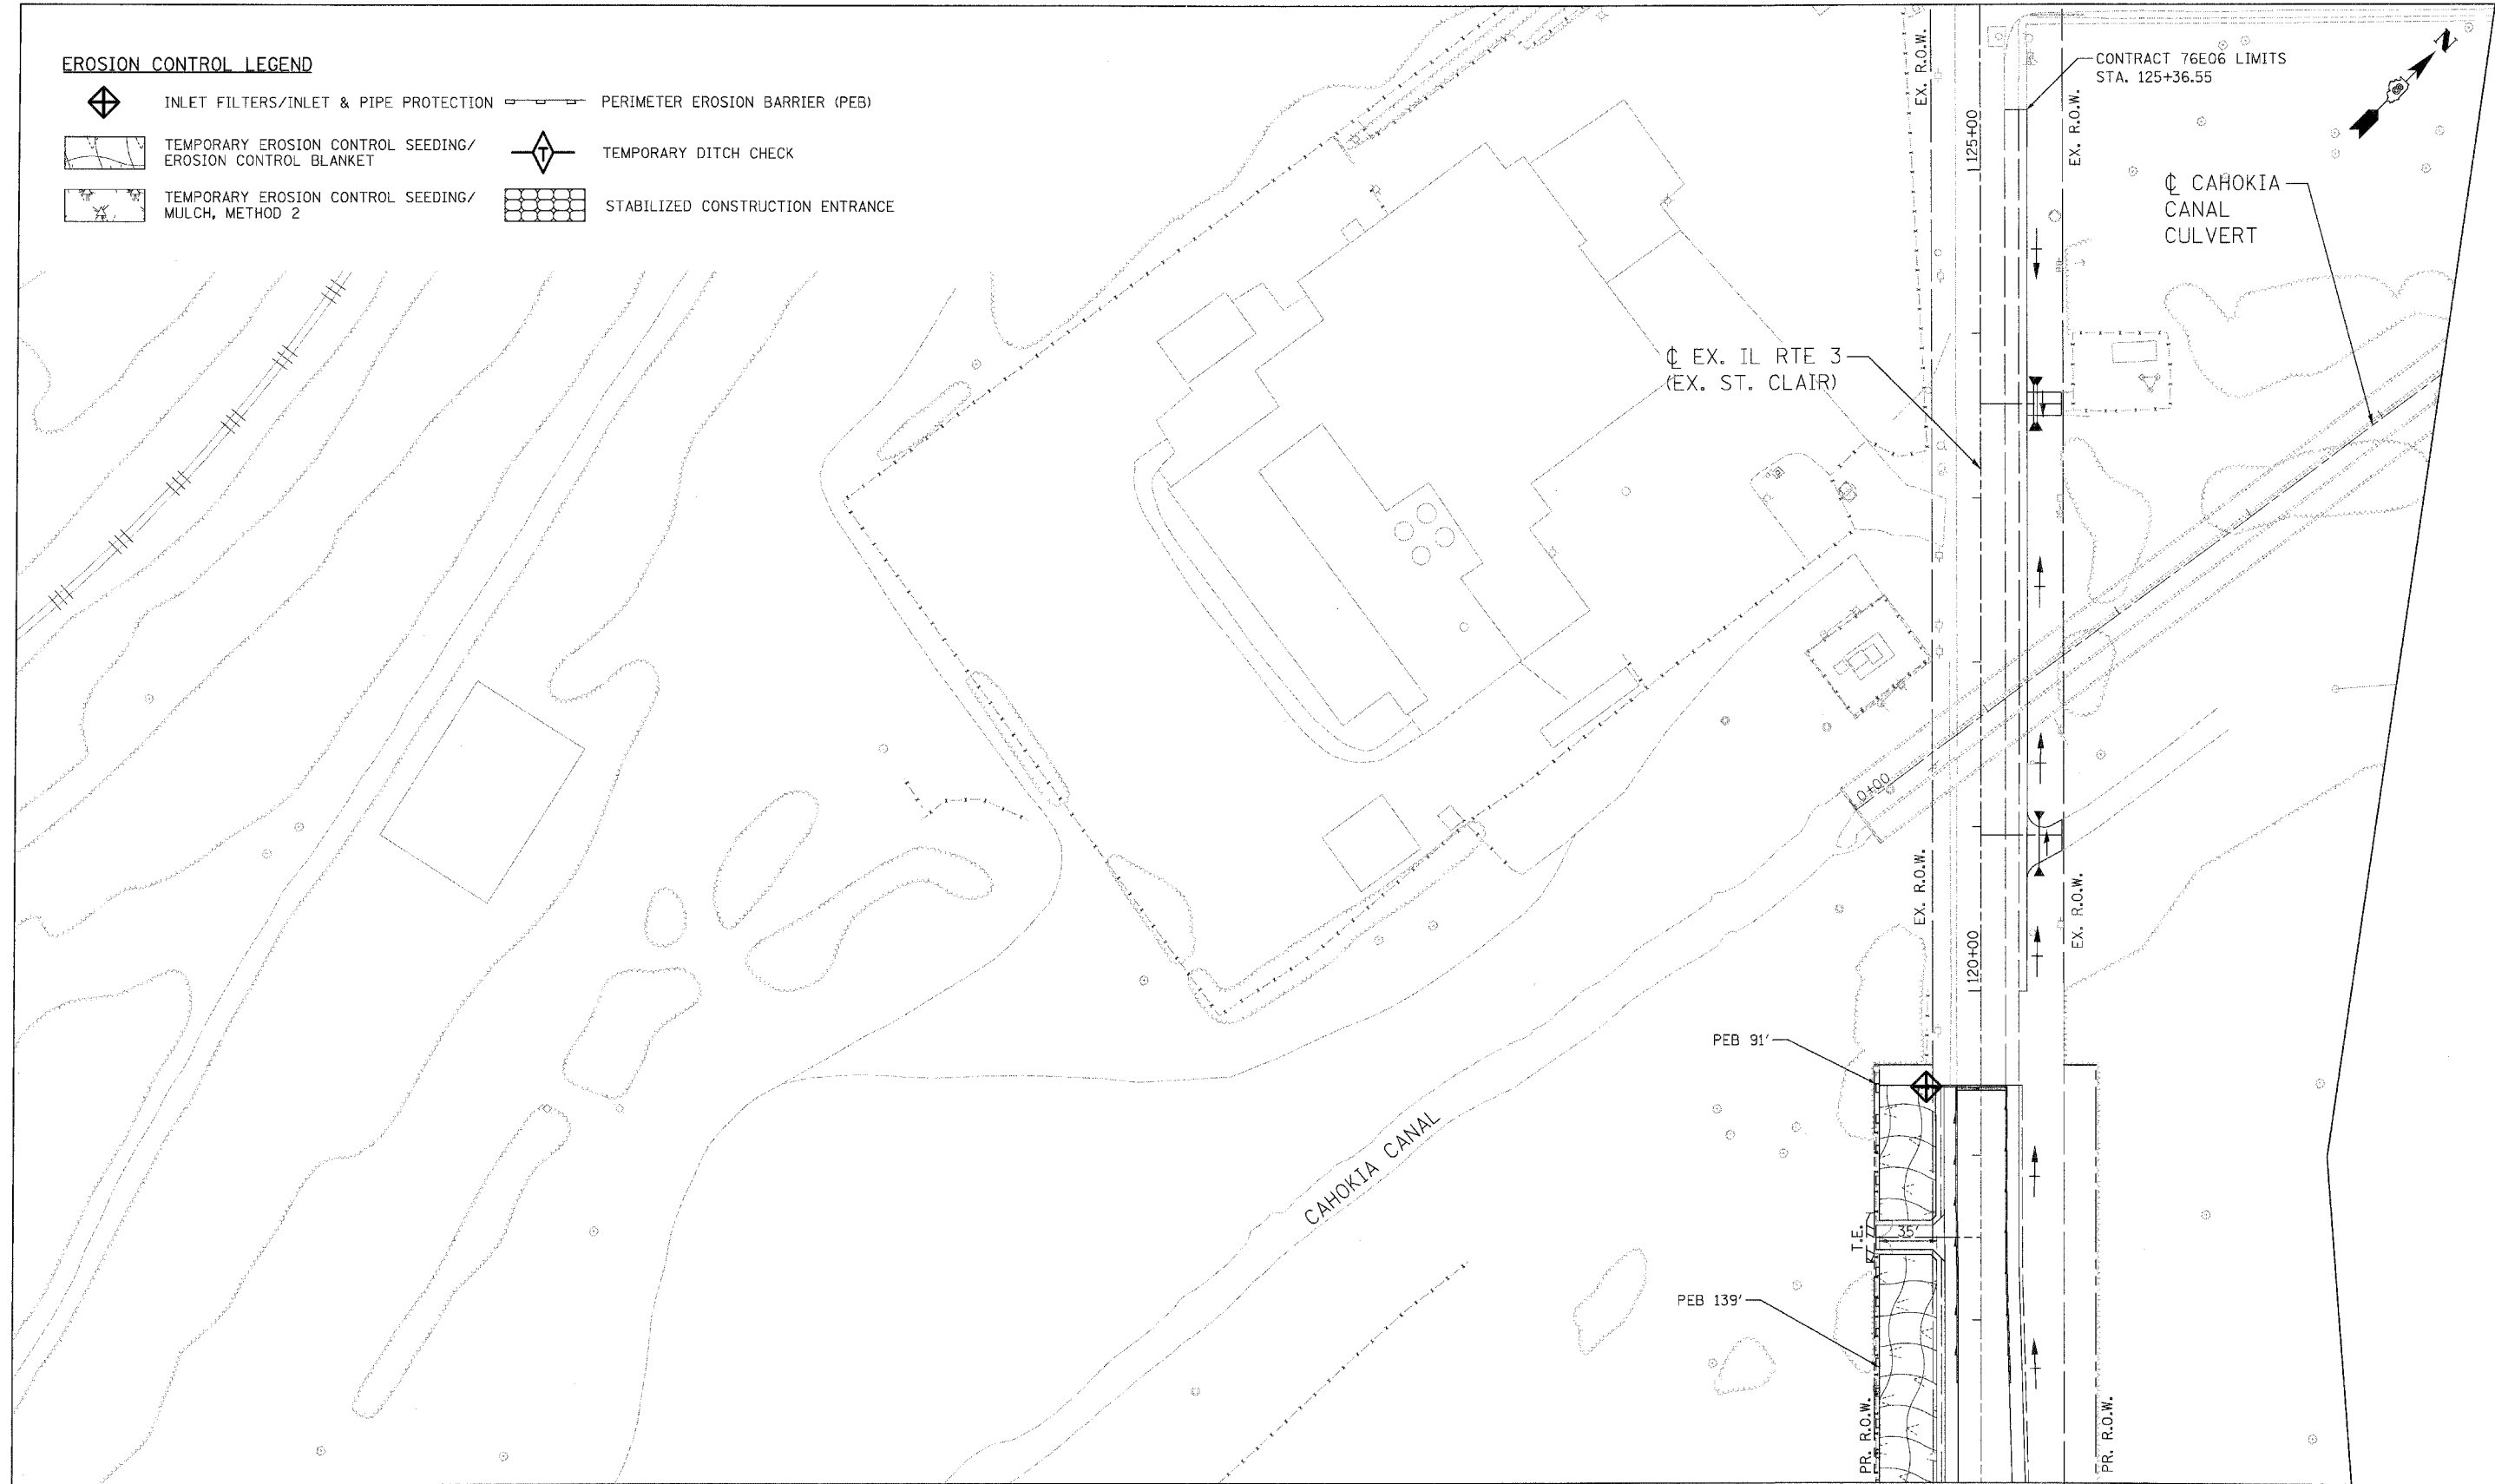 EROSION CONTROL LEGEND
INLET FILTERS/INLET & PIPE PROTECTION
PERIMETER EROSION BARRIER (PEB)
TEMPORARY EROSION CONTROL SEEDING/
EROSION CONTROL BLANKET
T
TEMPORARY DITCH CHECK
TEMPORARY EROSION CONTROL SEEDING/
MULCH, METHOD 2
STABILIZED CONSTRUCTION ENTRANCE
EX. R.O.W.
CONTRACT 76E06 LIMITS
STA. 125+36.55
N
125+00
EX. R.O.W.
℄ CAHOKIA
CANAL
CULVERT
℄ EX. IL RTE 3
(EX. ST. CLAIR)
0+00
EX. R.O.W.
EX. R.O.W.
120+00
PEB 91'
CAHOKIA CANAL
T.E.
35'
PEB 139'
PR. R.O.W.
PR. R.O.W.